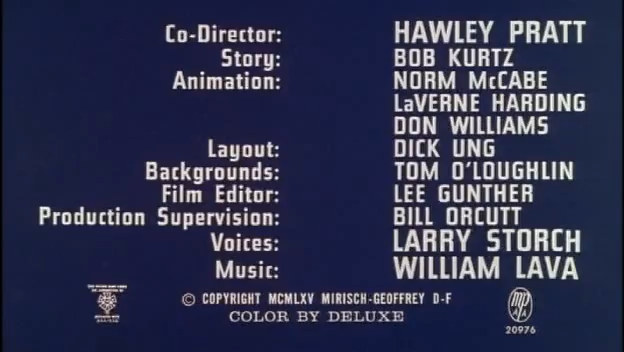 Co-Director: HAWLEY PRATT
Story: BOB KURTZ
Animation: NORM McCABE
LaVERNE HARDING
DON WILLIAMS
Layout: DICK UNG
Backgrounds: TOM O'LOUGHLIN
Film Editor: LEE GUNTHER
Production Supervision: BILL ORCUTT
Voices: LARRY STORCH
Music: WILLIAM LAVA
© COPYRIGHT MCMLXV MIRISCH-GEOFFREY D-F
COLOR BY DELUXE
20976